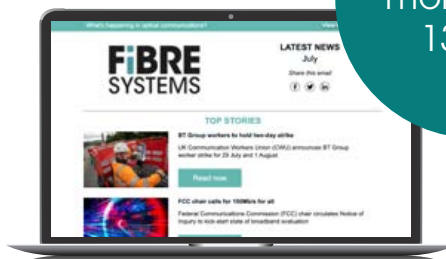 What's happening in optical communications?
View
FiBRE
SYSTEMS
LATEST NEWS
July
Share this email
TOP STORIES
BT Group workers to hold two-day strike
UK Communication Workers Union (CWU) announces BT Group
worker strike for 29 July and 1 August
Read now
FCC chair calls for 100Mb/s for all
Federal Communications Commission (FCC) chair circulates Notice of
Inquiry to kick-start state of broadband evaluation
13